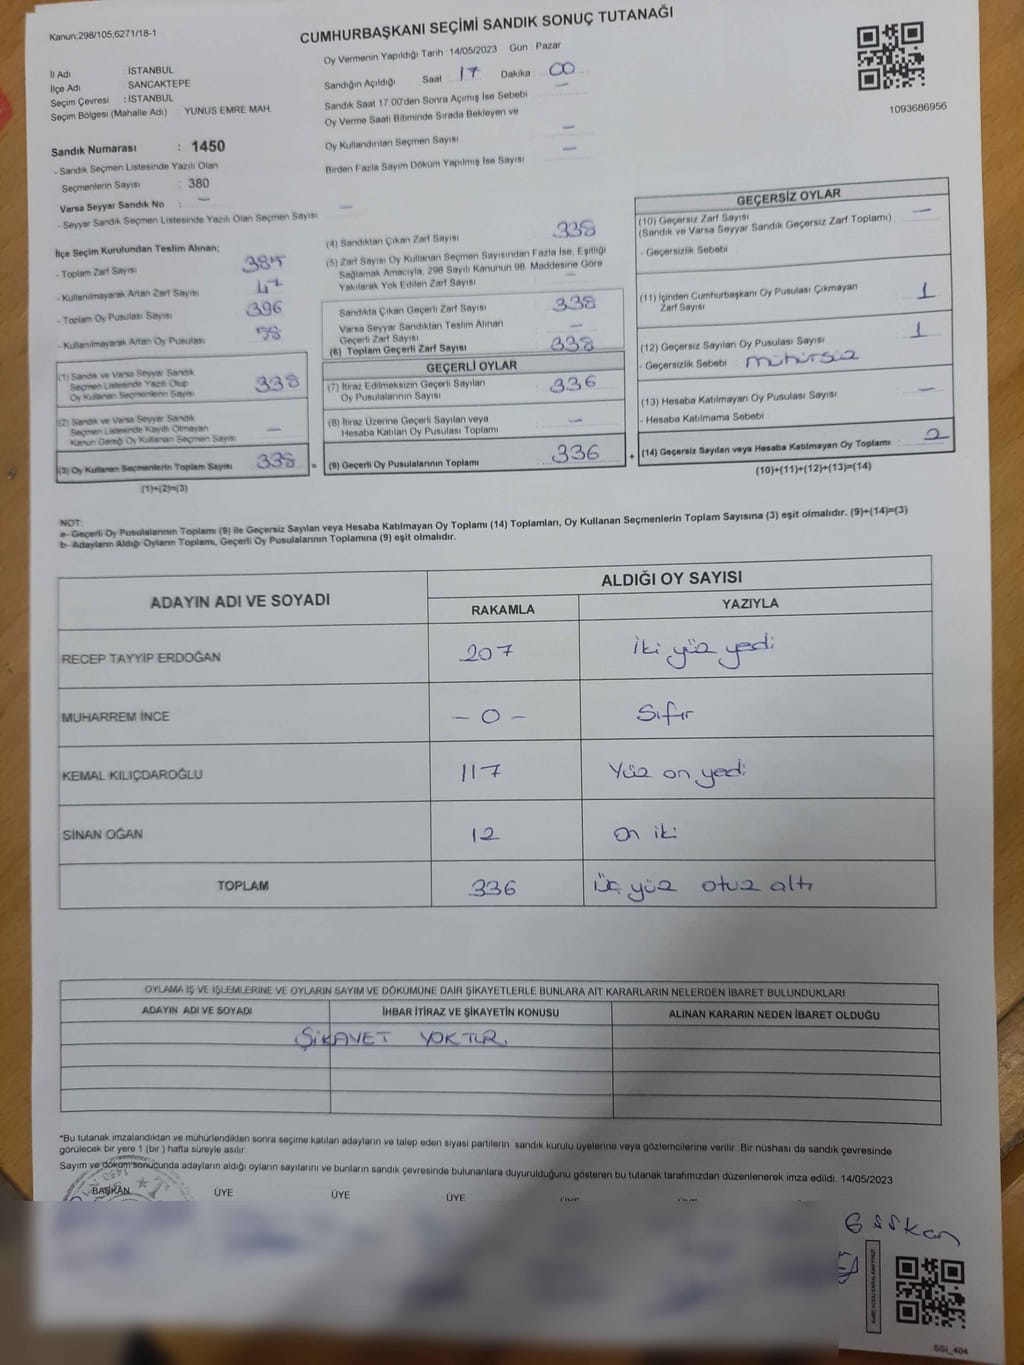 Kanun,298/105,6271/18-1
CUMHURBAŞKANI SEÇİMİ SANDIK SONUÇ TUTANAĞI
İl Adı İSTANBUL
İlçe Adı SANCAKTEPE
Seçim Çevresi : İSTANBUL
Seçim Bölgesi (Mahalle Adı) YUNUS EMRE MAH.
Sandık Numarası : 1450
- Sandık Seçmen Listesinde Yazılı Olan
Seçmenlerin Sayısı : 380
Varsa Seyyar Sandık No : —
- Seyyar Sandık Seçmen Listesinde Yazılı Olan Seçmen Sayısı —
Oy Vermenin Yapıldığı Tarih 14/05/2023 Gün Pazar
Sandığın Açıldığı Saat 17 Dakika 00
Sandık Saat 17:00'den Sonra Açımış İse Sebebi —
Oy Verme Saati Bitiminde Sırada Bekleyen ve
Oy Kullandırılan Seçmen Sayısı —
Birden Fazla Sayım Döküm Yapılmış İse Sayısı —
1093686956
İlçe Seçim Kurulundan Teslim Alınan;
- Toplam Zarf Sayısı 385
- Kullanılmayarak Artan Zarf Sayısı 47
- Toplam Oy Pusulası Sayısı 396
- Kullanılmayarak Artan Oy Pusulası 58
(1) Sandık ve Varsa Seyyar Sandık
Seçmen Listesinde Yazılı Olup
Oy Kullanan Seçmenlerin Sayısı 338
(2) Sandık ve Varsa Seyyar Sandık
Seçmen Listesinde Kayıtlı Olmayan
Kanun Gereği Oy Kullanan Seçmen Sayısı —
(3) Oy Kullanan Seçmenlerin Toplam Sayısı 338 =
(1)+(2)=(3)
(4) Sandıktan Çıkan Zarf Sayısı 338
(5) Zarf Sayısı Oy Kullanan Seçmen Sayısından Fazla İse, Eşitliği
Sağlamak Amacıyla, 298 Sayılı Kanunun 98. Maddesine Göre
Yakılarak Yok Edilen Zarf Sayısı —
Sandıkta Çıkan Geçerli Zarf Sayısı 338
Varsa Seyyar Sandıktan Teslim Alınan
Geçerli Zarf Sayısı —
(6) Toplam Geçerli Zarf Sayısı 338
GEÇERLİ OYLAR
(7) İtiraz Edilmeksizin Geçerli Sayılan
Oy Pusulalarının Sayısı 336
(8) İtiraz Üzerine Geçerli Sayılan veya
Hesaba Katılan Oy Pusulası Toplamı —
(9) Geçerli Oy Pusulalarının Toplamı 336 +
GEÇERSİZ OYLAR
(10) Geçersiz Zarf Sayısı —
(Sandık ve Varsa Seyyar Sandık Geçersiz Zarf Toplamı)
- Geçersizlik Sebebi :
(11) İçinden Cumhurbaşkanı Oy Pusulası Çıkmayan
Zarf Sayısı 1
(12) Geçersiz Sayılan Oy Pusulası Sayısı 1
- Geçersizlik Sebebi : mühürsüz
(13) Hesaba Katılmayan Oy Pusulası Sayısı —
- Hesaba Katılmama Sebebi
(14) Geçersiz Sayılan veya Hesaba Katılmayan Oy Toplamı : 2
(10)+(11)+(12)+(13)=(14)
NOT:
a- Geçerli Oy Pusulalarının Toplamı (9) ile Geçersiz Sayılan veya Hesaba Katılmayan Oy Toplamı (14) Toplamları, Oy Kullanan Seçmenlerin Toplam Sayısına (3) eşit olmalıdır. (9)+(14)=(3)
b- Adayların Aldığı Oyların Toplamı, Geçerli Oy Pusulalarının Toplamına (9) eşit olmalıdır.
ADAYIN ADI VE SOYADI
ALDIĞI OY SAYISI
RAKAMLA YAZIYLA
RECEP TAYYİP ERDOĞAN 207 iki yüz yedi
MUHARREM İNCE - 0 - Sıfır
KEMAL KILIÇDAROĞLU 117 Yüz on yedi
SİNAN OĞAN 12 on iki
TOPLAM 336 üç yüz otuz altı
OYLAMA İŞ VE İŞLEMLERİNE VE OYLARIN SAYIM VE DÖKÜMÜNE DAİR ŞİKAYETLERLE BUNLARA AİT KARARLARIN NELERDEN İBARET BULUNDUKLARI
ADAYIN ADI VE SOYADI İHBAR İTİRAZ VE ŞİKAYETİN KONUSU ALINAN KARARIN NEDEN İBARET OLDUĞU
ŞİKAYET YOKTUR.
*Bu tutanak imzalandıktan ve mühürlendikten sonra seçime katılan adayların ve talep eden siyasi partilerin sandık kurulu üyelerine veya gözlemcilerine verilir. Bir nüshası da sandık çevresinde
görülecek bir yere 1 (bir ) hafta süreyle asılır.
Sayım ve döküm sonucunda adayların aldığı oyların sayılarını ve bunların sandık çevresinde bulunanlara duyurulduğunu gösteren bu tutanak tarafımızdan düzenlenerek imza edildi. 14/05/2023
BAŞKAN ÜYE ÜYE ÜYE
SSI_404